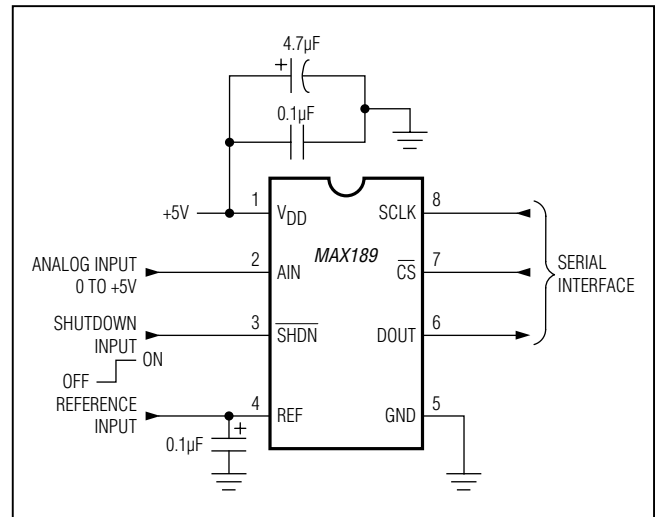 4.7µF
+
0.1µF
+5V
1
VDD
SCLK
8
MAX189
ANALOG INPUT
0 TO +5V
2
AIN
CS
7
SERIAL
INTERFACE
SHUTDOWN
INPUT
3
SHDN
DOUT
6
OFF
ON
REFERENCE
INPUT
4
REF
GND
5
0.1µF
+